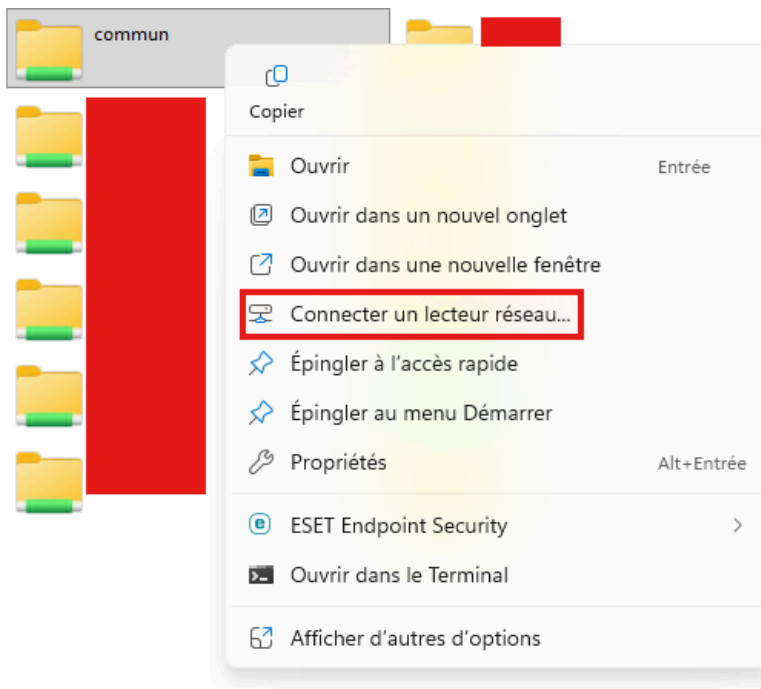 commun
Copier
Ouvrir Entrée
Ouvrir dans un nouvel onglet
Ouvrir dans une nouvelle fenêtre
Connecter un lecteur réseau...
Épingler à l'accès rapide
Épingler au menu Démarrer
Propriétés Alt+Entrée
e ESET Endpoint Security
Ouvrir dans le Terminal
Afficher d'autres d'options